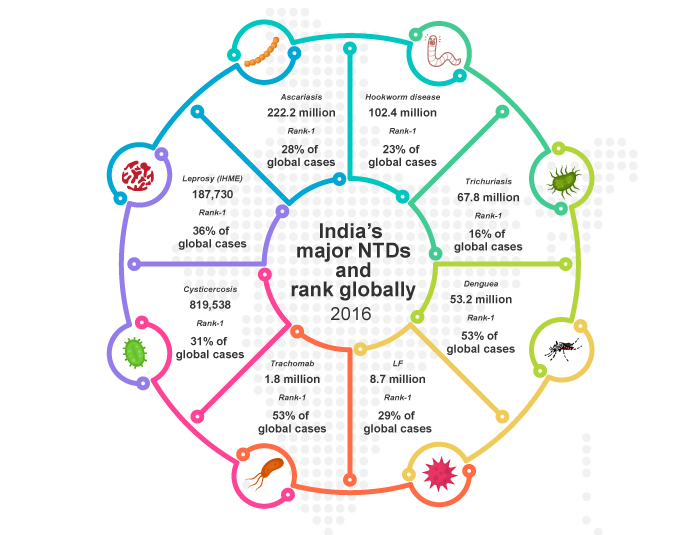 India's
major NTDs
and
rank globally
2016
Ascariasis
222.2 million
Rank-1
28% of
global cases
Hookworm disease
102.4 million
Rank-1
23% of
global cases
Trichuriasis
67.8 million
Rank-1
16% of
global cases
Denguea
53.2 million
Rank-1
53% of
global cases
LF
8.7 million
Rank-1
29% of
global cases
Trachomab
1.8 million
Rank-1
53% of
global cases
Cysticercosis
819,538
Rank-1
31% of
global cases
Leprosy (IHME)
187,730
Rank-1
36% of
global cases